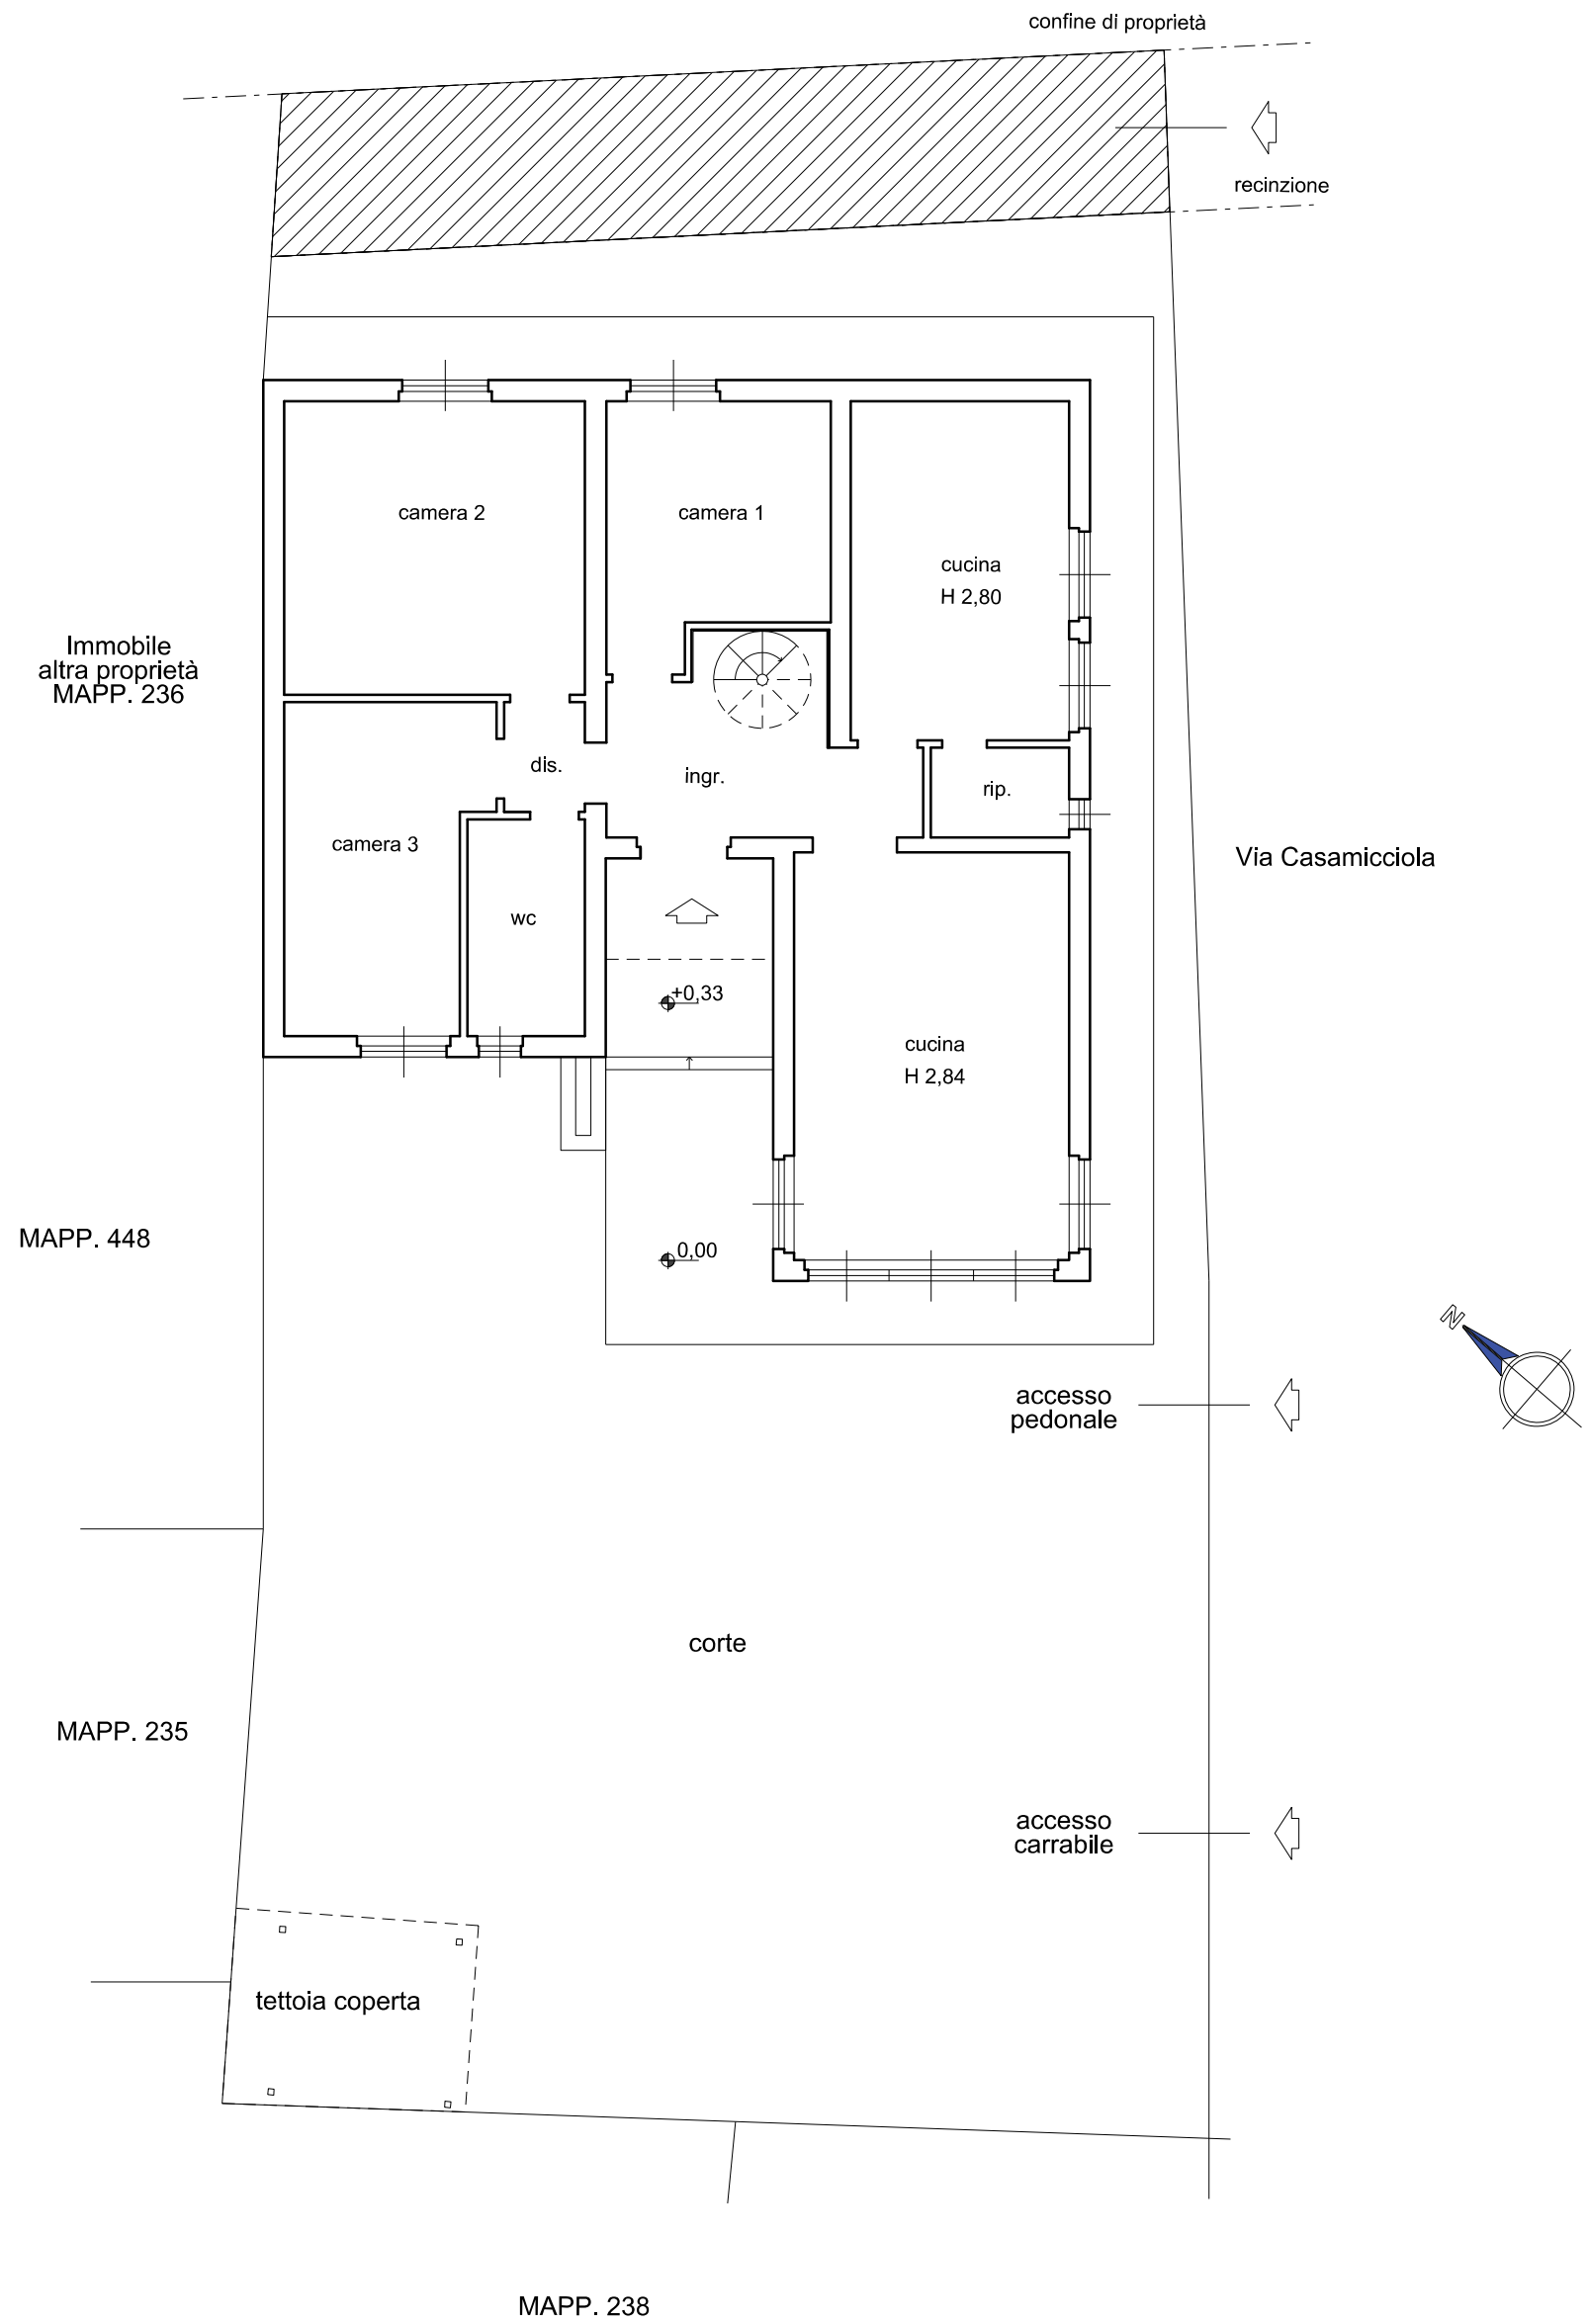 confine di proprietà
recinzione
camera 2
camera 1
cucina
H 2,80
Immobile
altra proprietà
MAPP. 236
dis.
ingr.
rip.
camera 3
Via Casamicciola
wc
+0,33
cucina
H 2,84
MAPP. 448
0,00
N
accesso
pedonale
corte
MAPP. 235
accesso
carrabile
tettoia coperta
MAPP. 238